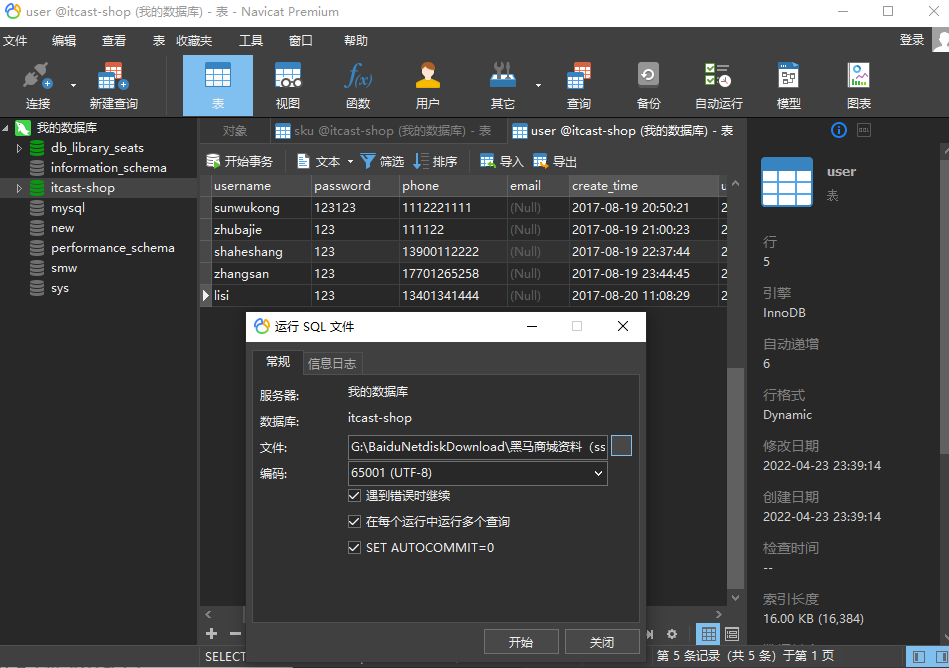 user @itcast-shop (我的数据库) - 表 - Navicat Premium
文件 编辑 查看 表 收藏夹 工具 窗口 帮助 登录
连接 新建查询 表 视图 函数 用户 其它 查询 备份 自动运行 模型 图表
我的数据库
db_library_seats
information_schema
itcast-shop
mysql
new
performance_schema
smw
sys
对象 sku @itcast-shop (我的数据库) - 表 user @itcast-shop (我的数据库) - 表
开始事务 文本 筛选 排序 导入 导出
username password phone email create_time u
sunwukong 123123 1112221111 (Null) 2017-08-19 20:50:21 2
zhubajie 123 111122 (Null) 2017-08-19 21:00:23 2
shaheshang 123 13900112222 (Null) 2017-08-19 22:37:44 2
zhangsan 123 17701265258 (Null) 2017-08-19 23:44:45 2
lisi 123 13401341444 (Null) 2017-08-20 11:08:29 2
运行 SQL 文件
常规 信息日志
服务器: 我的数据库
数据库: itcast-shop
文件: G:\BaiduNetdiskDownload\黑马商城资料（ss
编码: 65001 (UTF-8)
遇到错误时继续
在每个运行中运行多个查询
SET AUTOCOMMIT=0
开始 关闭
SELECT
第 5 条记录 (共 5 条) 于第 1 页
user
表
行
5
引擎
InnoDB
自动递增
6
行格式
Dynamic
修改日期
2022-04-23 23:39:14
创建日期
2022-04-23 23:39:14
检查时间
--
索引长度
16.00 KB (16,384)